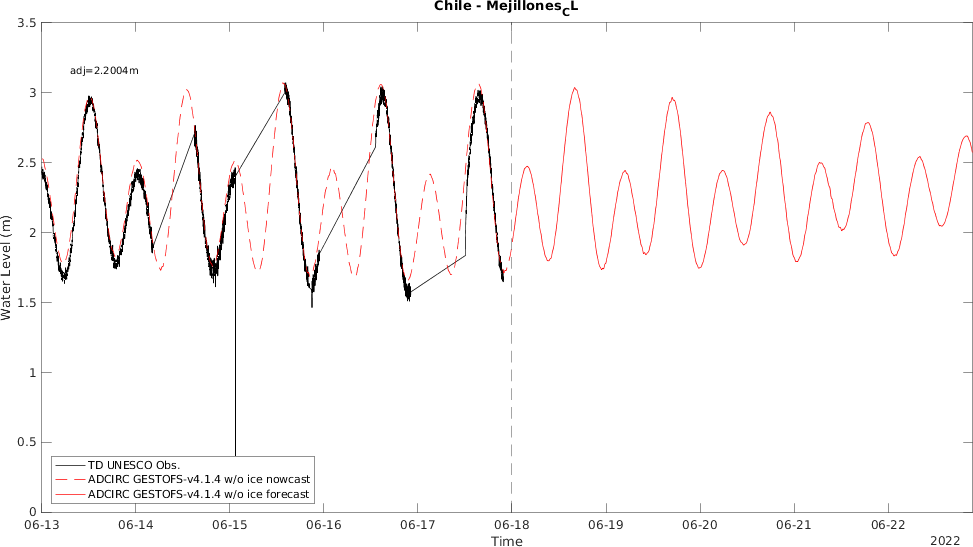 Chile - Mejillones_CL
3.5
adj=2.2004m
3
2.5
2
1.5
1
0.5
0
Water Level (m)
TD UNESCO Obs.
ADCIRC GESTOFS-v4.1.4 w/o ice nowcast
ADCIRC GESTOFS-v4.1.4 w/o ice forecast
06-13 06-14 06-15 06-16 06-17 06-18 06-19 06-20 06-21 06-22
Time
2022